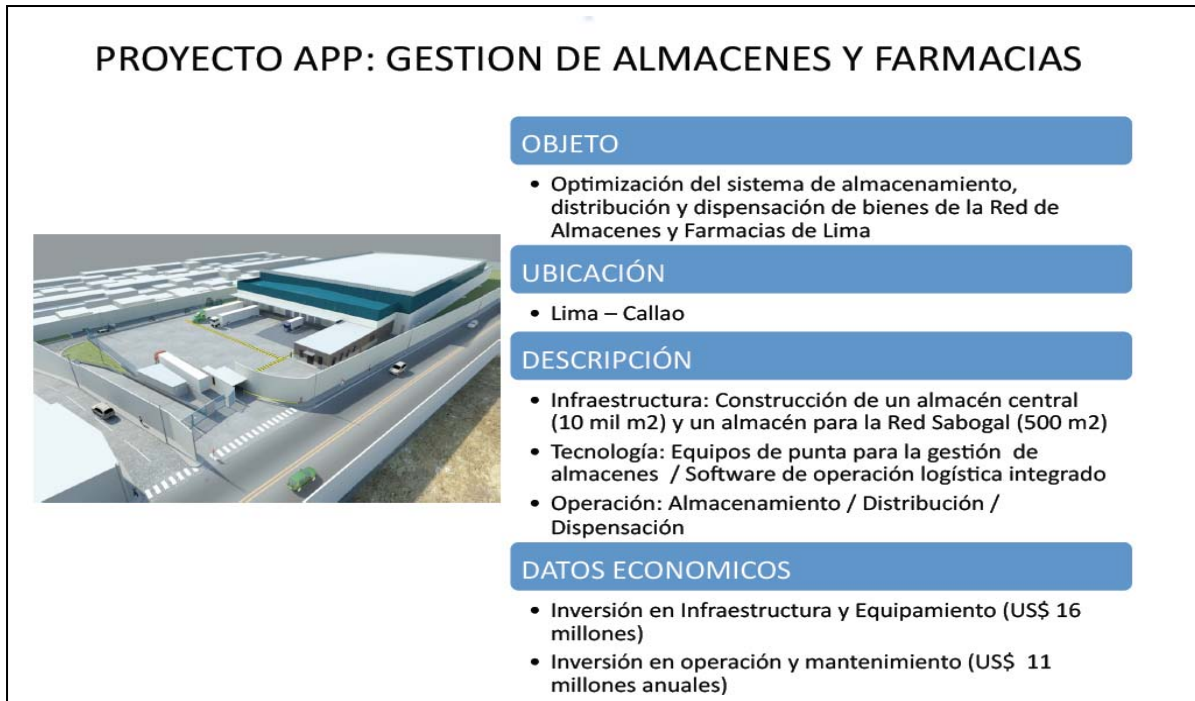 PROYECTO APP: GESTION DE ALMACENES Y FARMACIAS
OBJETO
• Optimización del sistema de almacenamiento,
distribución y dispensación de bienes de la Red de
Almacenes y Farmacias de Lima
UBICACIÓN
• Lima – Callao
DESCRIPCIÓN
• Infraestructura: Construcción de un almacén central
(10 mil m2) y un almacén para la Red Sabogal (500 m2)
• Tecnología: Equipos de punta para la gestión de
almacenes / Software de operación logística integrado
• Operación: Almacenamiento / Distribución /
Dispensación
DATOS ECONOMICOS
• Inversión en Infraestructura y Equipamiento (US$ 16
millones)
• Inversión en operación y mantenimiento (US$ 11
millones anuales)